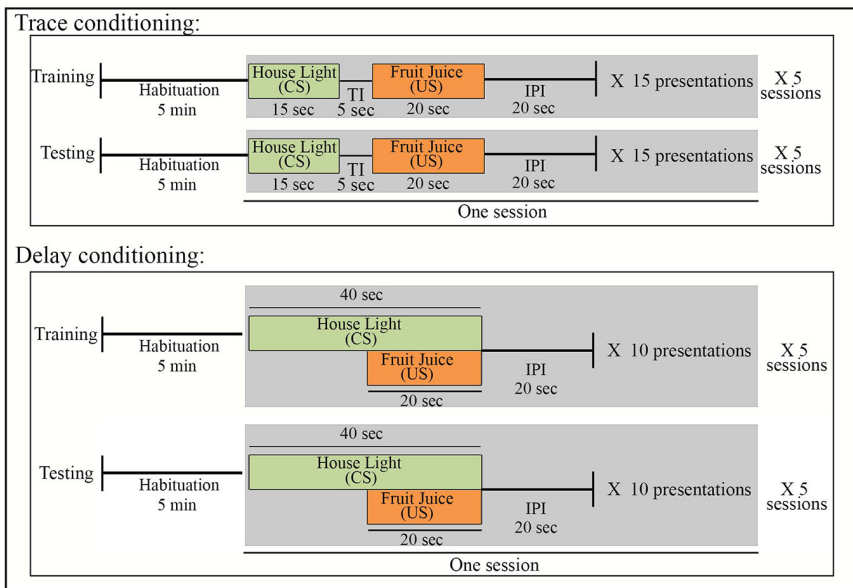 Trace conditioning:
Training
Habituation
5 min
House Light
(CS)
15 sec
TI
5 sec
Fruit Juice
(US)
20 sec
IPI
20 sec
X 15 presentations
X 5
sessions
Testing
Habituation
5 min
House Light
(CS)
15 sec
TI
5 sec
Fruit Juice
(US)
20 sec
IPI
20 sec
X 15 presentations
X 5
sessions
One session
Delay conditioning:
Training
Habituation
5 min
40 sec
House Light
(CS)
Fruit Juice
(US)
20 sec
IPI
20 sec
X 10 presentations
X 5
sessions
Testing
Habituation
5 min
40 sec
House Light
(CS)
Fruit Juice
(US)
20 sec
IPI
20 sec
X 10 presentations
X 5
sessions
One session